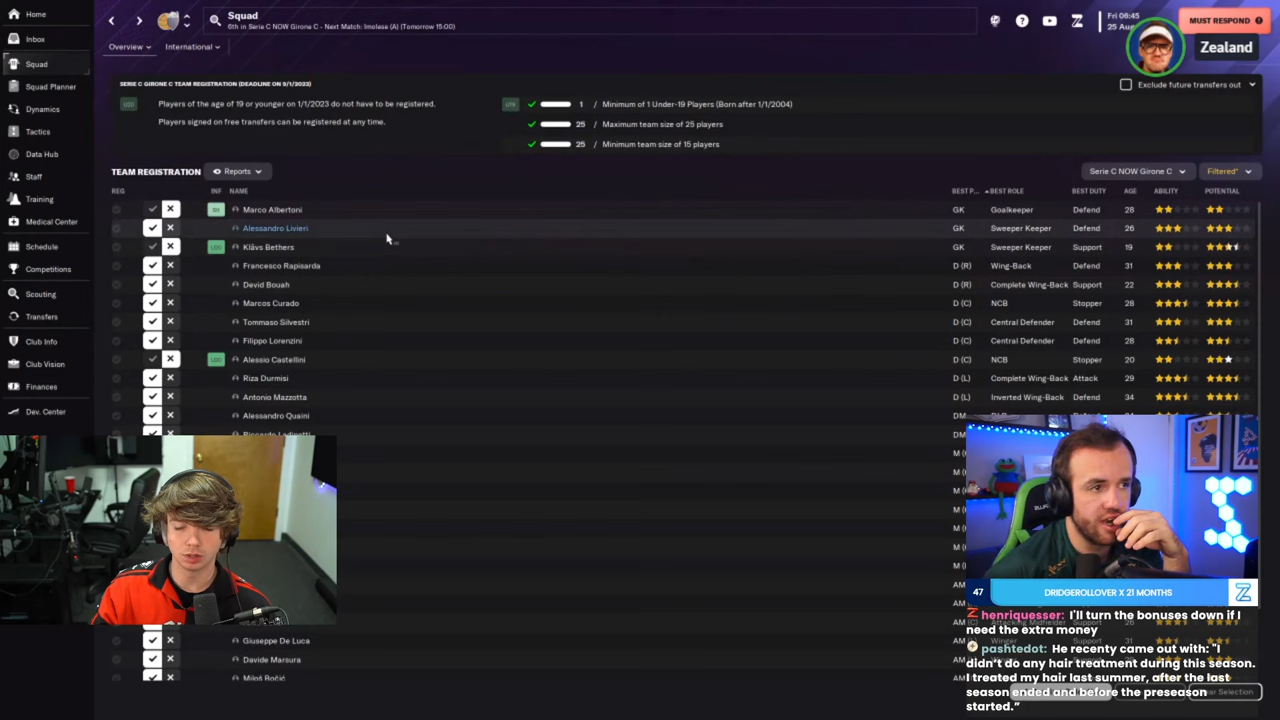 Home
Inbox
Squad
Squad Planner
Dynamics
Tactics
Data Hub
Staff
Training
Medical Center
Schedule
Competitions
Scouting
Transfers
Club Info
Club Vision
Finances
Dev. Center
Squad
6th in Serie C NOW Girone C - Next Match: Imolese (A) (Tomorrow 15:00)
Fri 06:45
25 Aug
MUST RESPOND
Zealand
Overview
International
SERIE C GIRONE C TEAM REGISTRATION (DEADLINE ON 5/1/2023)
Exclude future transfers out
Players of the age of 19 or younger on 1/1/2023 do not have to be registered.
Players signed on free transfers can be registered at any time.
1 / Minimum of 1 Under-19 Players (Born after 1/1/2004)
25 / Maximum team size of 25 players
25 / Minimum team size of 15 players
TEAM REGISTRATION Reports Serie C NOW Girone C Filtered*
REG INF NAME BEST P... BEST ROLE BEST DUTY AGE ABILITY POTENTIAL
Marco Albertoni GK Goalkeeper Defend 28
Alessandro Livieri GK Sweeper Keeper Defend 26
Klāvs Bethers GK Sweeper Keeper Support 19
Francesco Rapisarda D (R) Wing-Back Defend 31
Devid Bouah D (R) Complete Wing-Back Support 22
Marcos Curado D (C) NCB Stopper 28
Tommaso Silvestri D (C) Central Defender Defend 31
Filippo Lorenzini D (C) Central Defender Defend 28
Alessio Castellini D (C) NCB Stopper 20
Riza Durmisi D (L) Complete Wing-Back Attack 29
Antonio Mazzotta D (L) Inverted Wing-Back Defend 34
Alessandro Quaini DM
Riccardo Ladinetti DM
Giuseppe De Luca
Davide Marsura
Miloš Bočić
47 DRIDGEROLLOVER X 21 MONTHS
henriquesser: I'll turn the bonuses down if I
need the extra money
pashtedot: He recenty came out with: "I
didn't do any hair treatment during this season.
I treated my hair last summer, after the last
season ended and before the preseason
started."